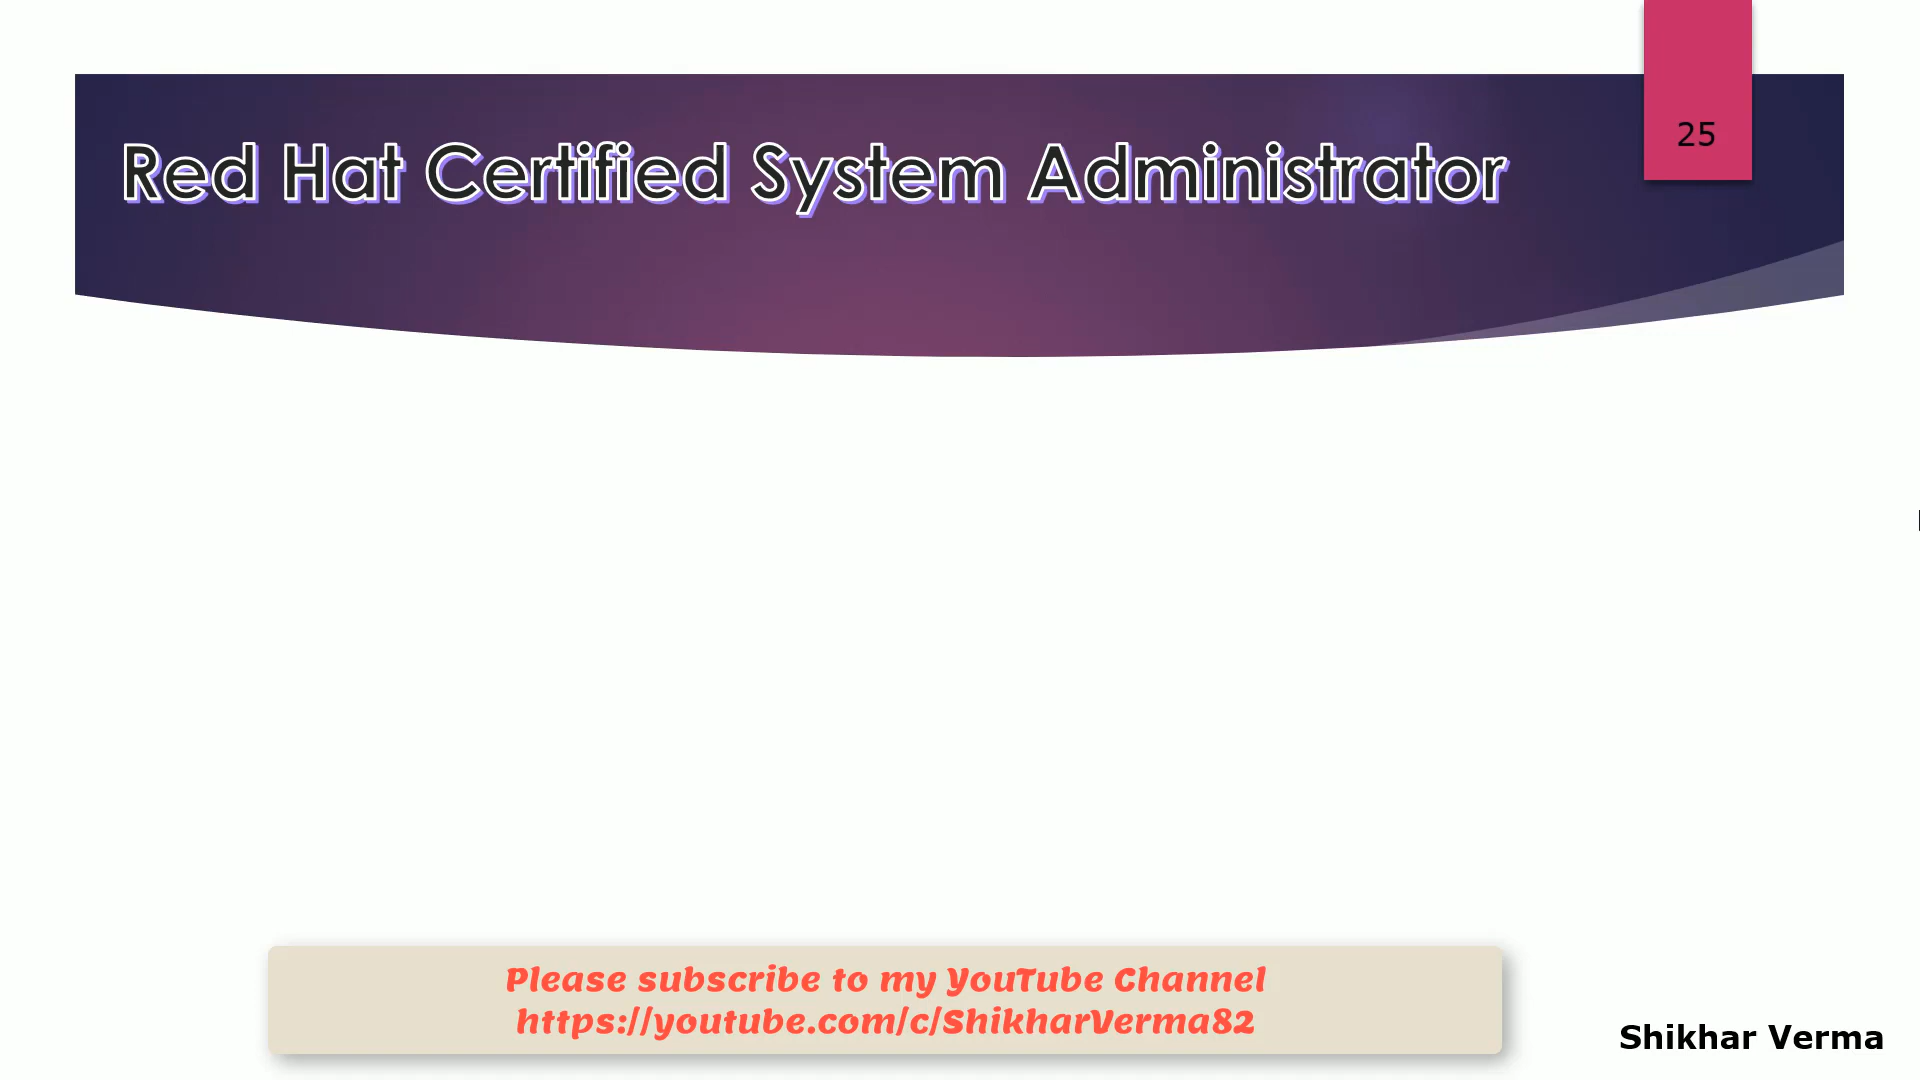 25
Red Hat Certified System Administrator
Please subscribe to my YouTube Channel
https://youtube.com/c/ShikharVerma82
Shikhar Verma